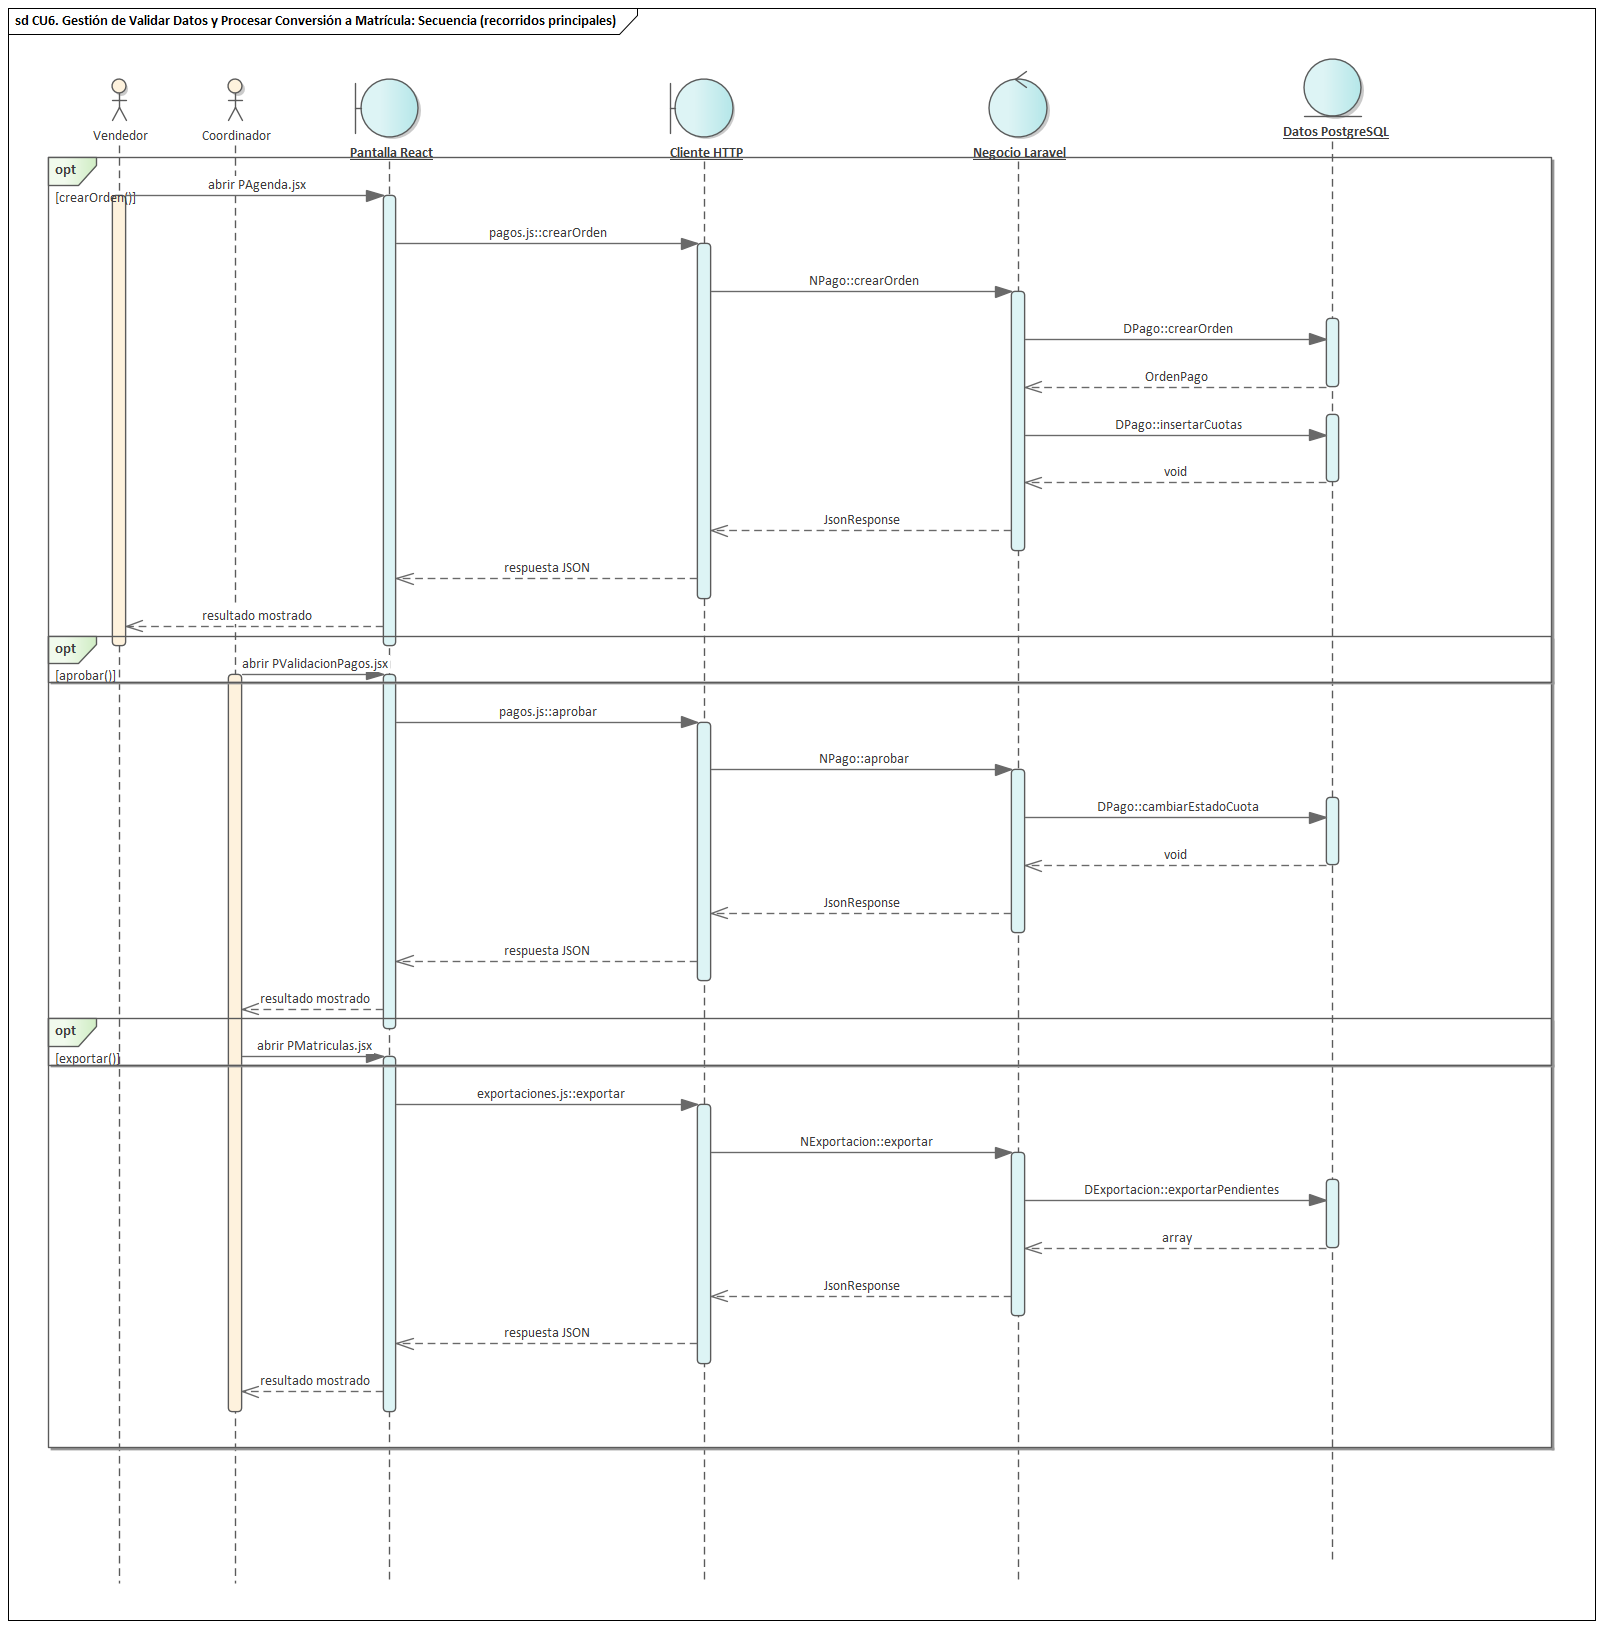 sd CU6. Gestión de Validar Datos y Procesar Conversión a Matrícula: Secuencia (recorridos principales)
Vendedor
Coordinador
Pantalla React
Cliente HTTP
Negocio Laravel
Datos PostgreSQL
opt
[crearOrden()]
abrir PAgenda.jsx
pagos.js::crearOrden
NPago::crearOrden
DPago::crearOrden
OrdenPago
DPago::insertarCuotas
void
JsonResponse
respuesta JSON
resultado mostrado
opt
[aprobar()]
abrir PValidacionPagos.jsx
pagos.js::aprobar
NPago::aprobar
DPago::cambiarEstadoCuota
void
JsonResponse
respuesta JSON
resultado mostrado
opt
[exportar()]
abrir PMatriculas.jsx
exportaciones.js::exportar
NExportacion::exportar
DExportacion::exportarPendientes
array
JsonResponse
respuesta JSON
resultado mostrado